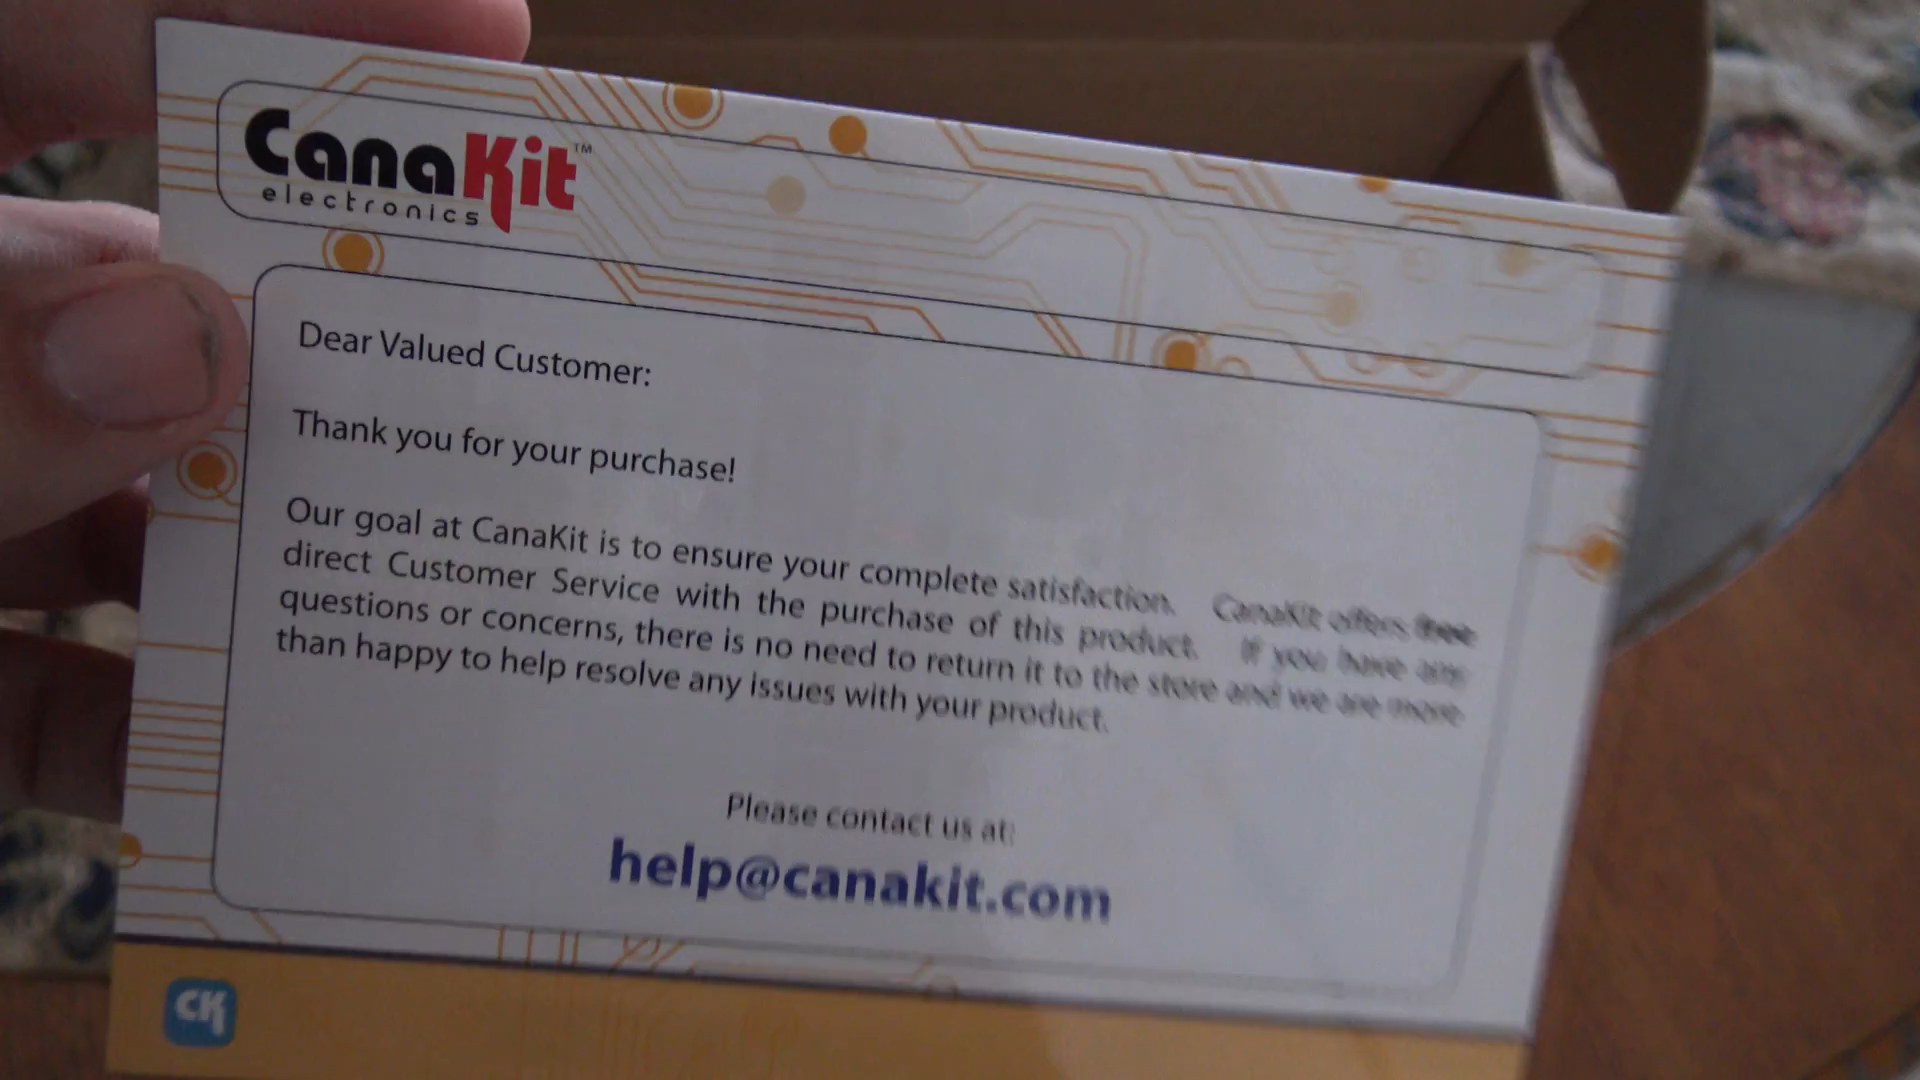 CanaKit™
electronics
Dear Valued Customer:
Thank you for your purchase!
Our goal at CanaKit is to ensure your complete satisfaction. CanaKit offers free
direct Customer Service with the purchase of this product. If you have any
questions or concerns, there is no need to return it to the store and we are more
than happy to help resolve any issues with your product.
Please contact us at:
help@canakit.com
CK